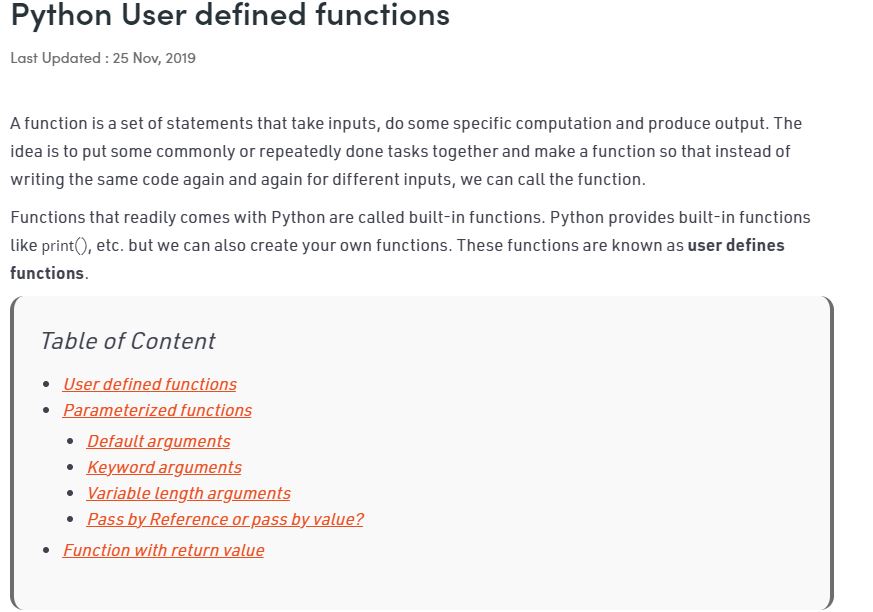 Python User defined functions
Last Updated : 25 Nov, 2019
A function is a set of statements that take inputs, do some specific computation and produce output. The
idea is to put some commonly or repeatedly done tasks together and make a function so that instead of
writing the same code again and again for different inputs, we can call the function.
Functions that readily comes with Python are called built-in functions. Python provides built-in functions
like print(), etc. but we can also create your own functions. These functions are known as user defines
functions.
Table of Content
User defined functions
Parameterized functions
Default arguments
Keyword arguments
Variable length arguments
Pass by Reference or pass by value?
Function with return value